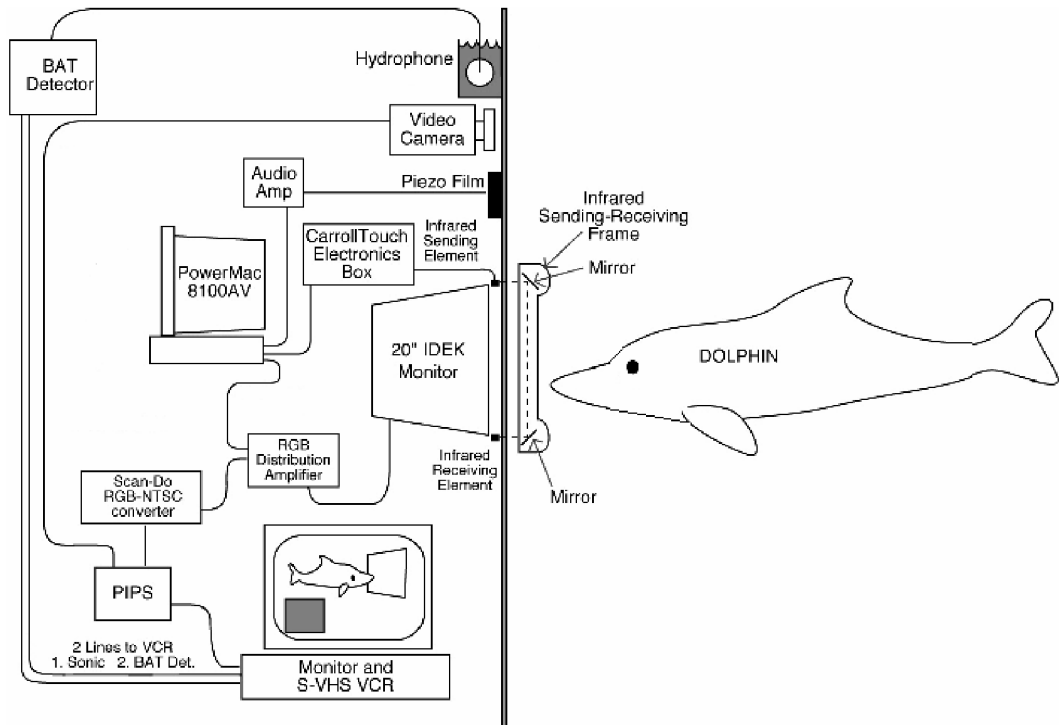 BAT
Detector
Hydrophone
Video
Camera
Audio
Amp
Piezo Film
Infrared
Sending-Receiving
Frame
Infrared
Sending
Element
CarrollTouch
Electronics
Box
Mirror
PowerMac
8100AV
20" IDEK
Monitor
DOLPHIN
RGB
Distribution
Amplifier
Infrared
Receiving
Element
Mirror
Scan-Do
RGB-NTSC
converter
PIPS
2 Lines to VCR
1. Sonic 2. BAT Det.
Monitor and
S-VHS VCR